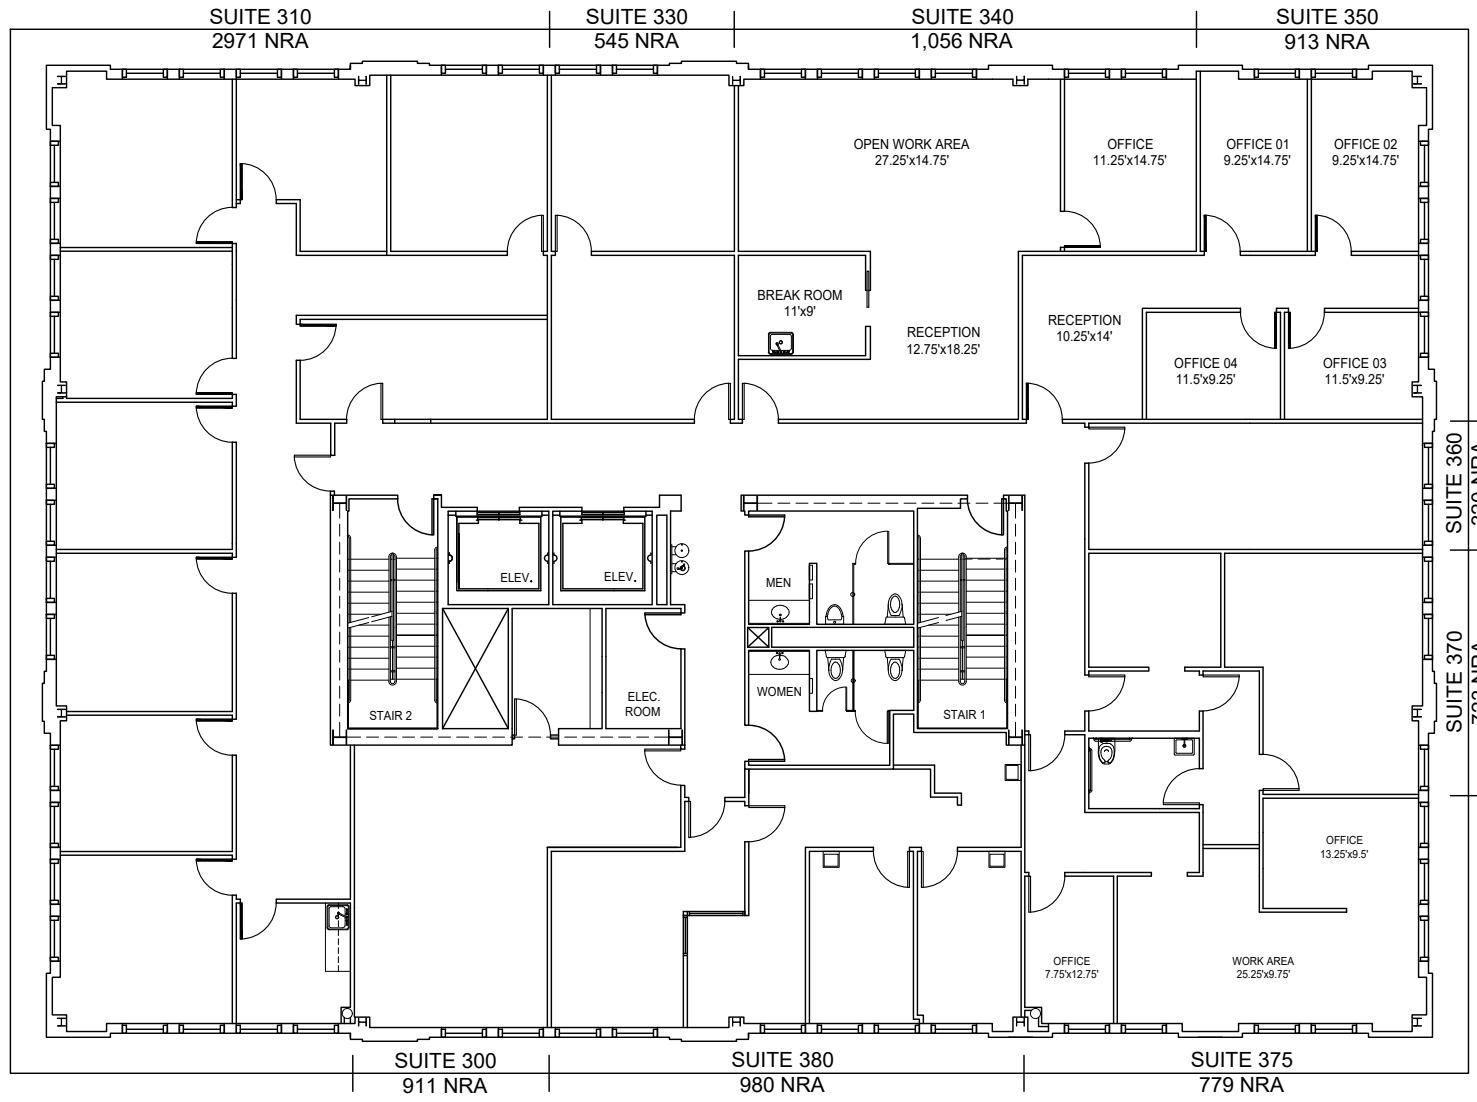 SUITE 310
2971 NRA
SUITE 330
545 NRA
SUITE 340
1,056 NRA
SUITE 350
913 NRA
OPEN WORK AREA
27.25'x14.75'
OFFICE
11.25'x14.75'
OFFICE 01
9.25'x14.75'
OFFICE 02
9.25'x14.75'
BREAK ROOM
11'x9'
RECEPTION
12.75'x18.25'
RECEPTION
10.25'x14'
OFFICE 04
11.5'x9.25'
OFFICE 03
11.5'x9.25'
SUITE 360
SUITE 370
ELEV.
ELEV.
MEN
WOMEN
ELEC.
ROOM
STAIR 2
STAIR 1
OFFICE
13.25'x9.5'
OFFICE
7.75'x12.75'
WORK AREA
25.25'x9.75'
SUITE 300
911 NRA
SUITE 380
980 NRA
SUITE 375
779 NRA